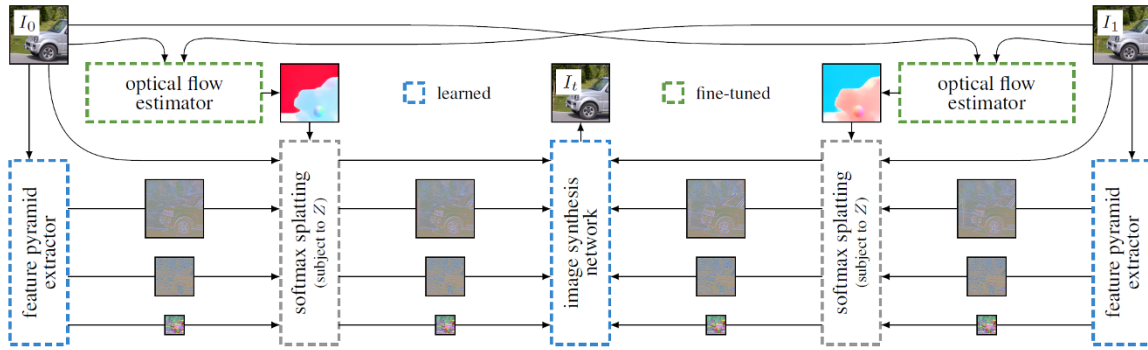 I0
I1
optical flow
estimator
learned
It
fine-tuned
optical flow
estimator
feature pyramid
extractor
softmax splatting
(subject to Z)
image synthesis
network
softmax splatting
(subject to Z)
feature pyramid
extractor